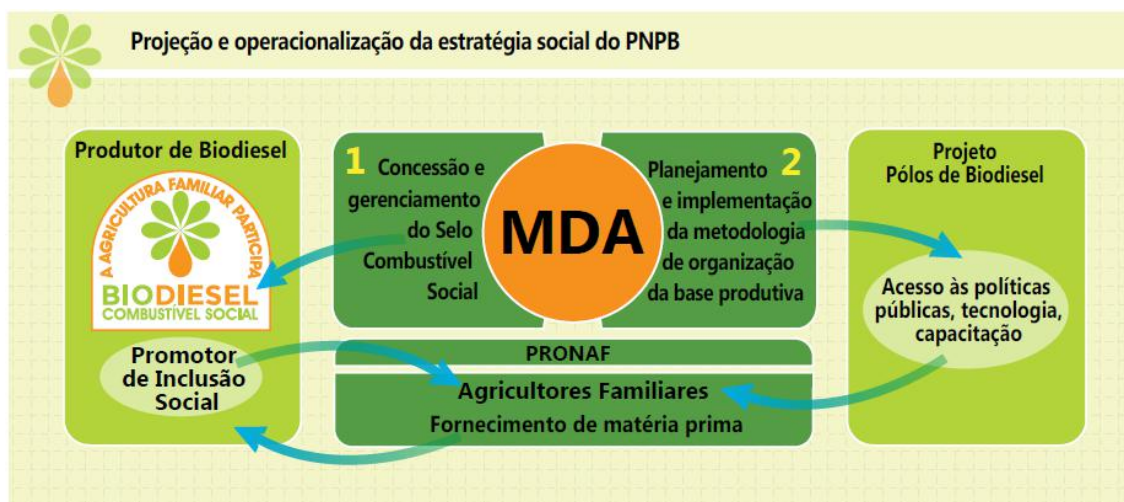 Projeção e operacionalização da estratégia social do PNPB
Produtor de Biodiesel
A AGRICULTURA FAMILIAR PARTICIPA
BIODIESEL
COMBUSTÍVEL SOCIAL
Promotor
de Inclusão
Social
1 Concessão e
gerenciamento
do Selo
Combustível
Social
MDA
Planejamento 2
e implementação
da metodologia
de organização
da base produtiva
PRONAF
Agricultores Familiares
Fornecimento de matéria prima
Projeto
Pólos de Biodiesel
Acesso às políticas
públicas, tecnologia,
capacitação